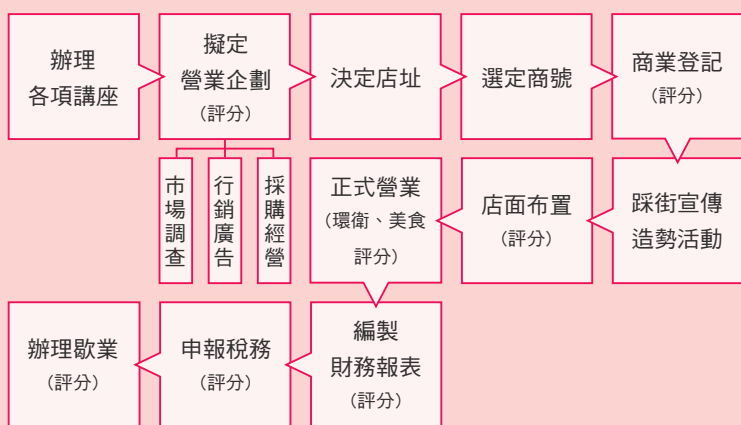 辦理
各項講座
擬定
營業企劃
（評分）
決定店址
選定商號
商業登記
（評分）
市場調查
行銷廣告
採購經營
踩街宣傳
造勢活動
店面布置
（評分）
正式營業
（環衛、美食
評分）
編製
財務報表
（評分）
申報稅務
（評分）
辦理歇業
（評分）